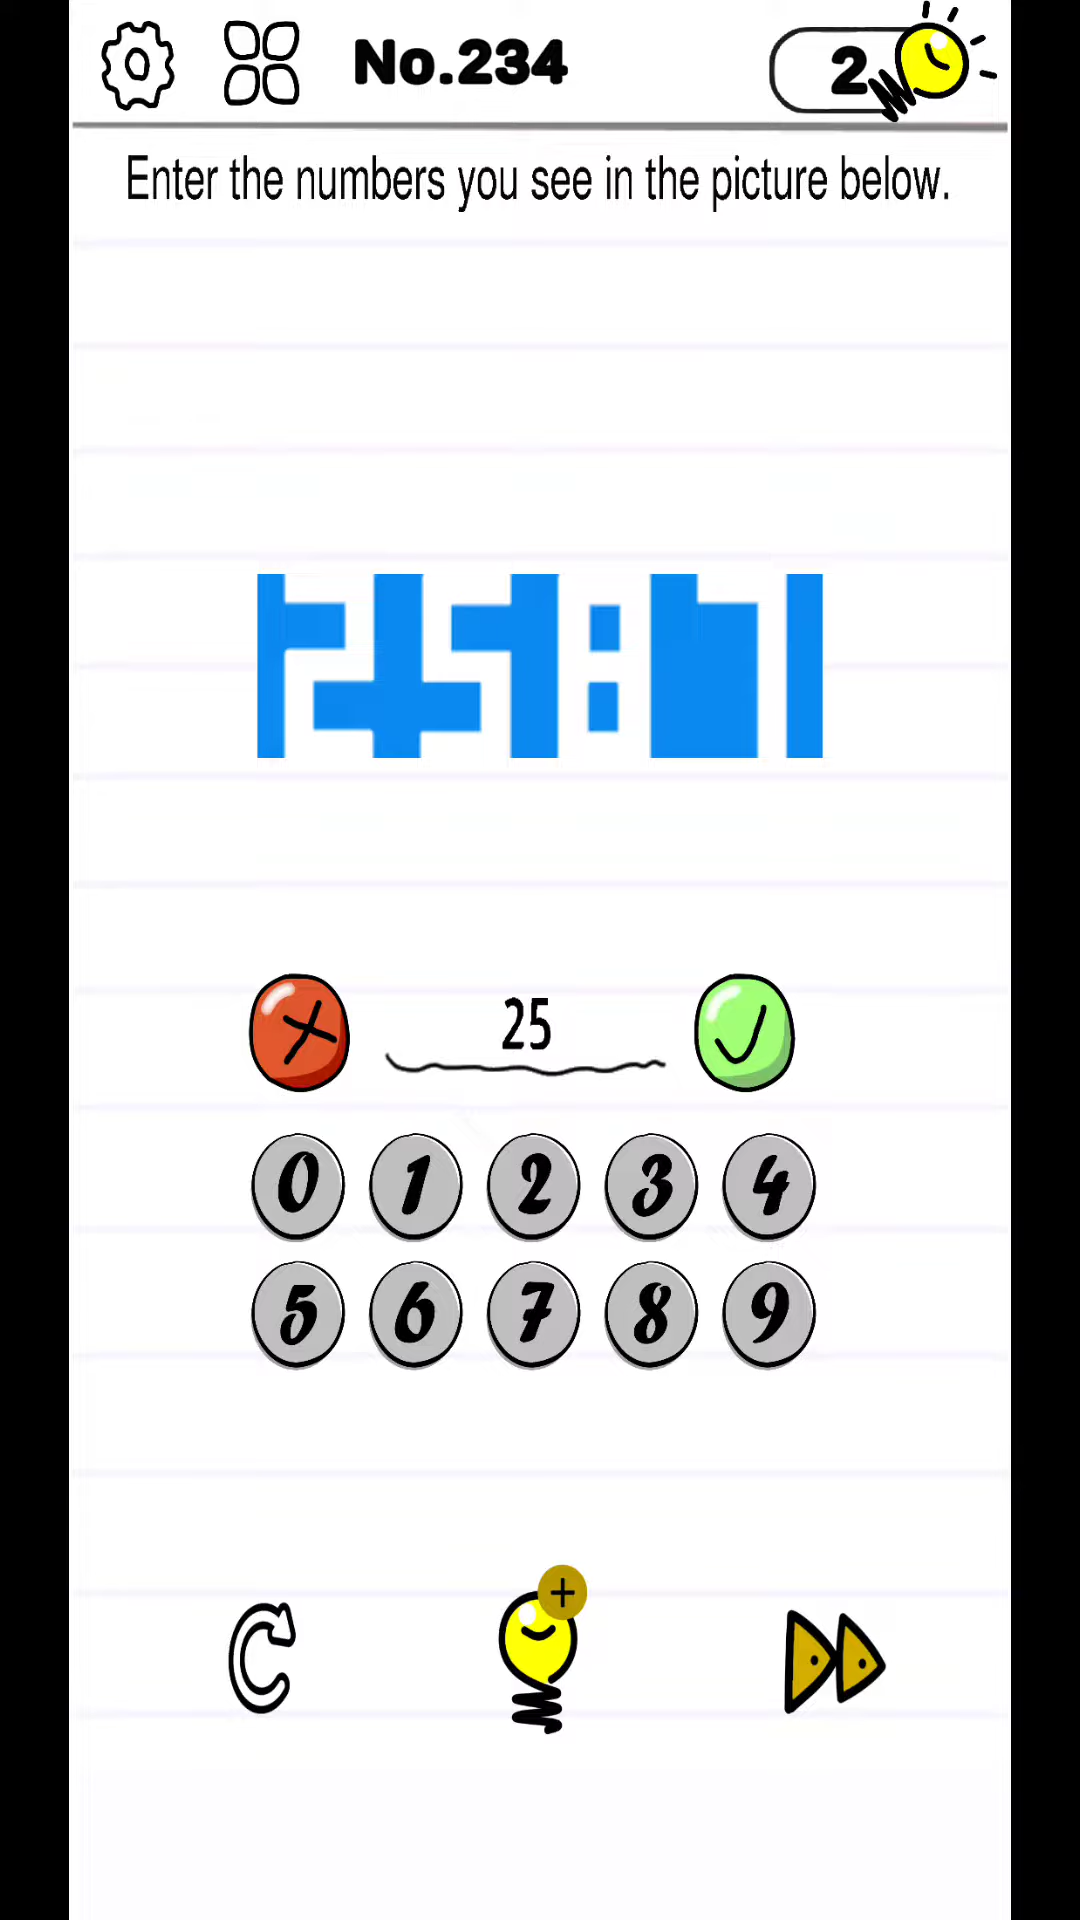 No.234
2
Enter the numbers you see in the picture below.
2587
25
0 1 2 3 4
5 6 7 8 9